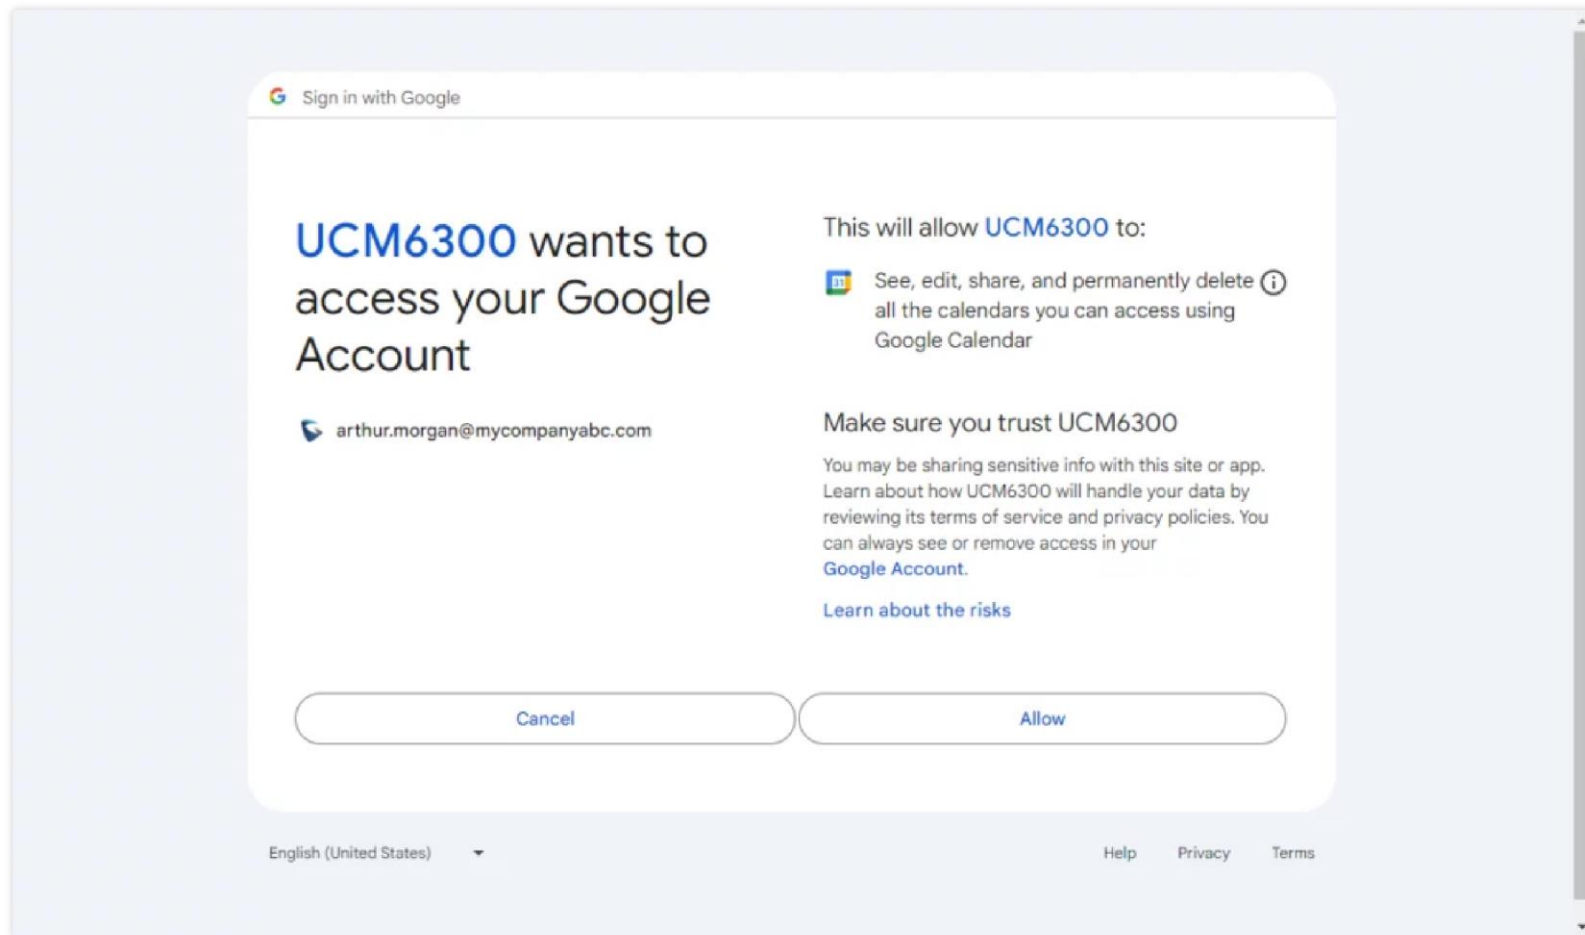 Sign in with Google
UCM6300 wants to
access your Google
Account
arthur.morgan@mycompanyabc.com
This will allow UCM6300 to:
31
See, edit, share, and permanently delete
all the calendars you can access using
Google Calendar
Make sure you trust UCM6300
You may be sharing sensitive info with this site or app.
Learn about how UCM6300 will handle your data by
reviewing its terms of service and privacy policies. You
can always see or remove access in your
Google Account.
Learn about the risks
Cancel
Allow
English (United States)
Help
Privacy
Terms